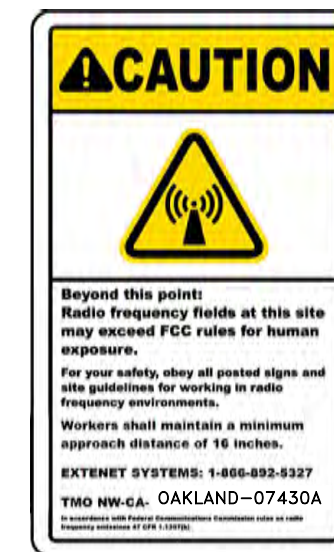 CAUTION
Beyond this point:
Radio frequency fields at this site
may exceed FCC rules for human
exposure.
For your safety, obey all posted signs and
site guidelines for working in radio
frequency environments.
Workers shall maintain a minimum
approach distance of 16 inches.
EXTENET SYSTEMS: 1-866-892-5327
TMO NW-CA- OAKLAND-07430A
In accordance with Federal Communications Commission rules on radio
frequency emissions 47 CFR 1.1307(b)